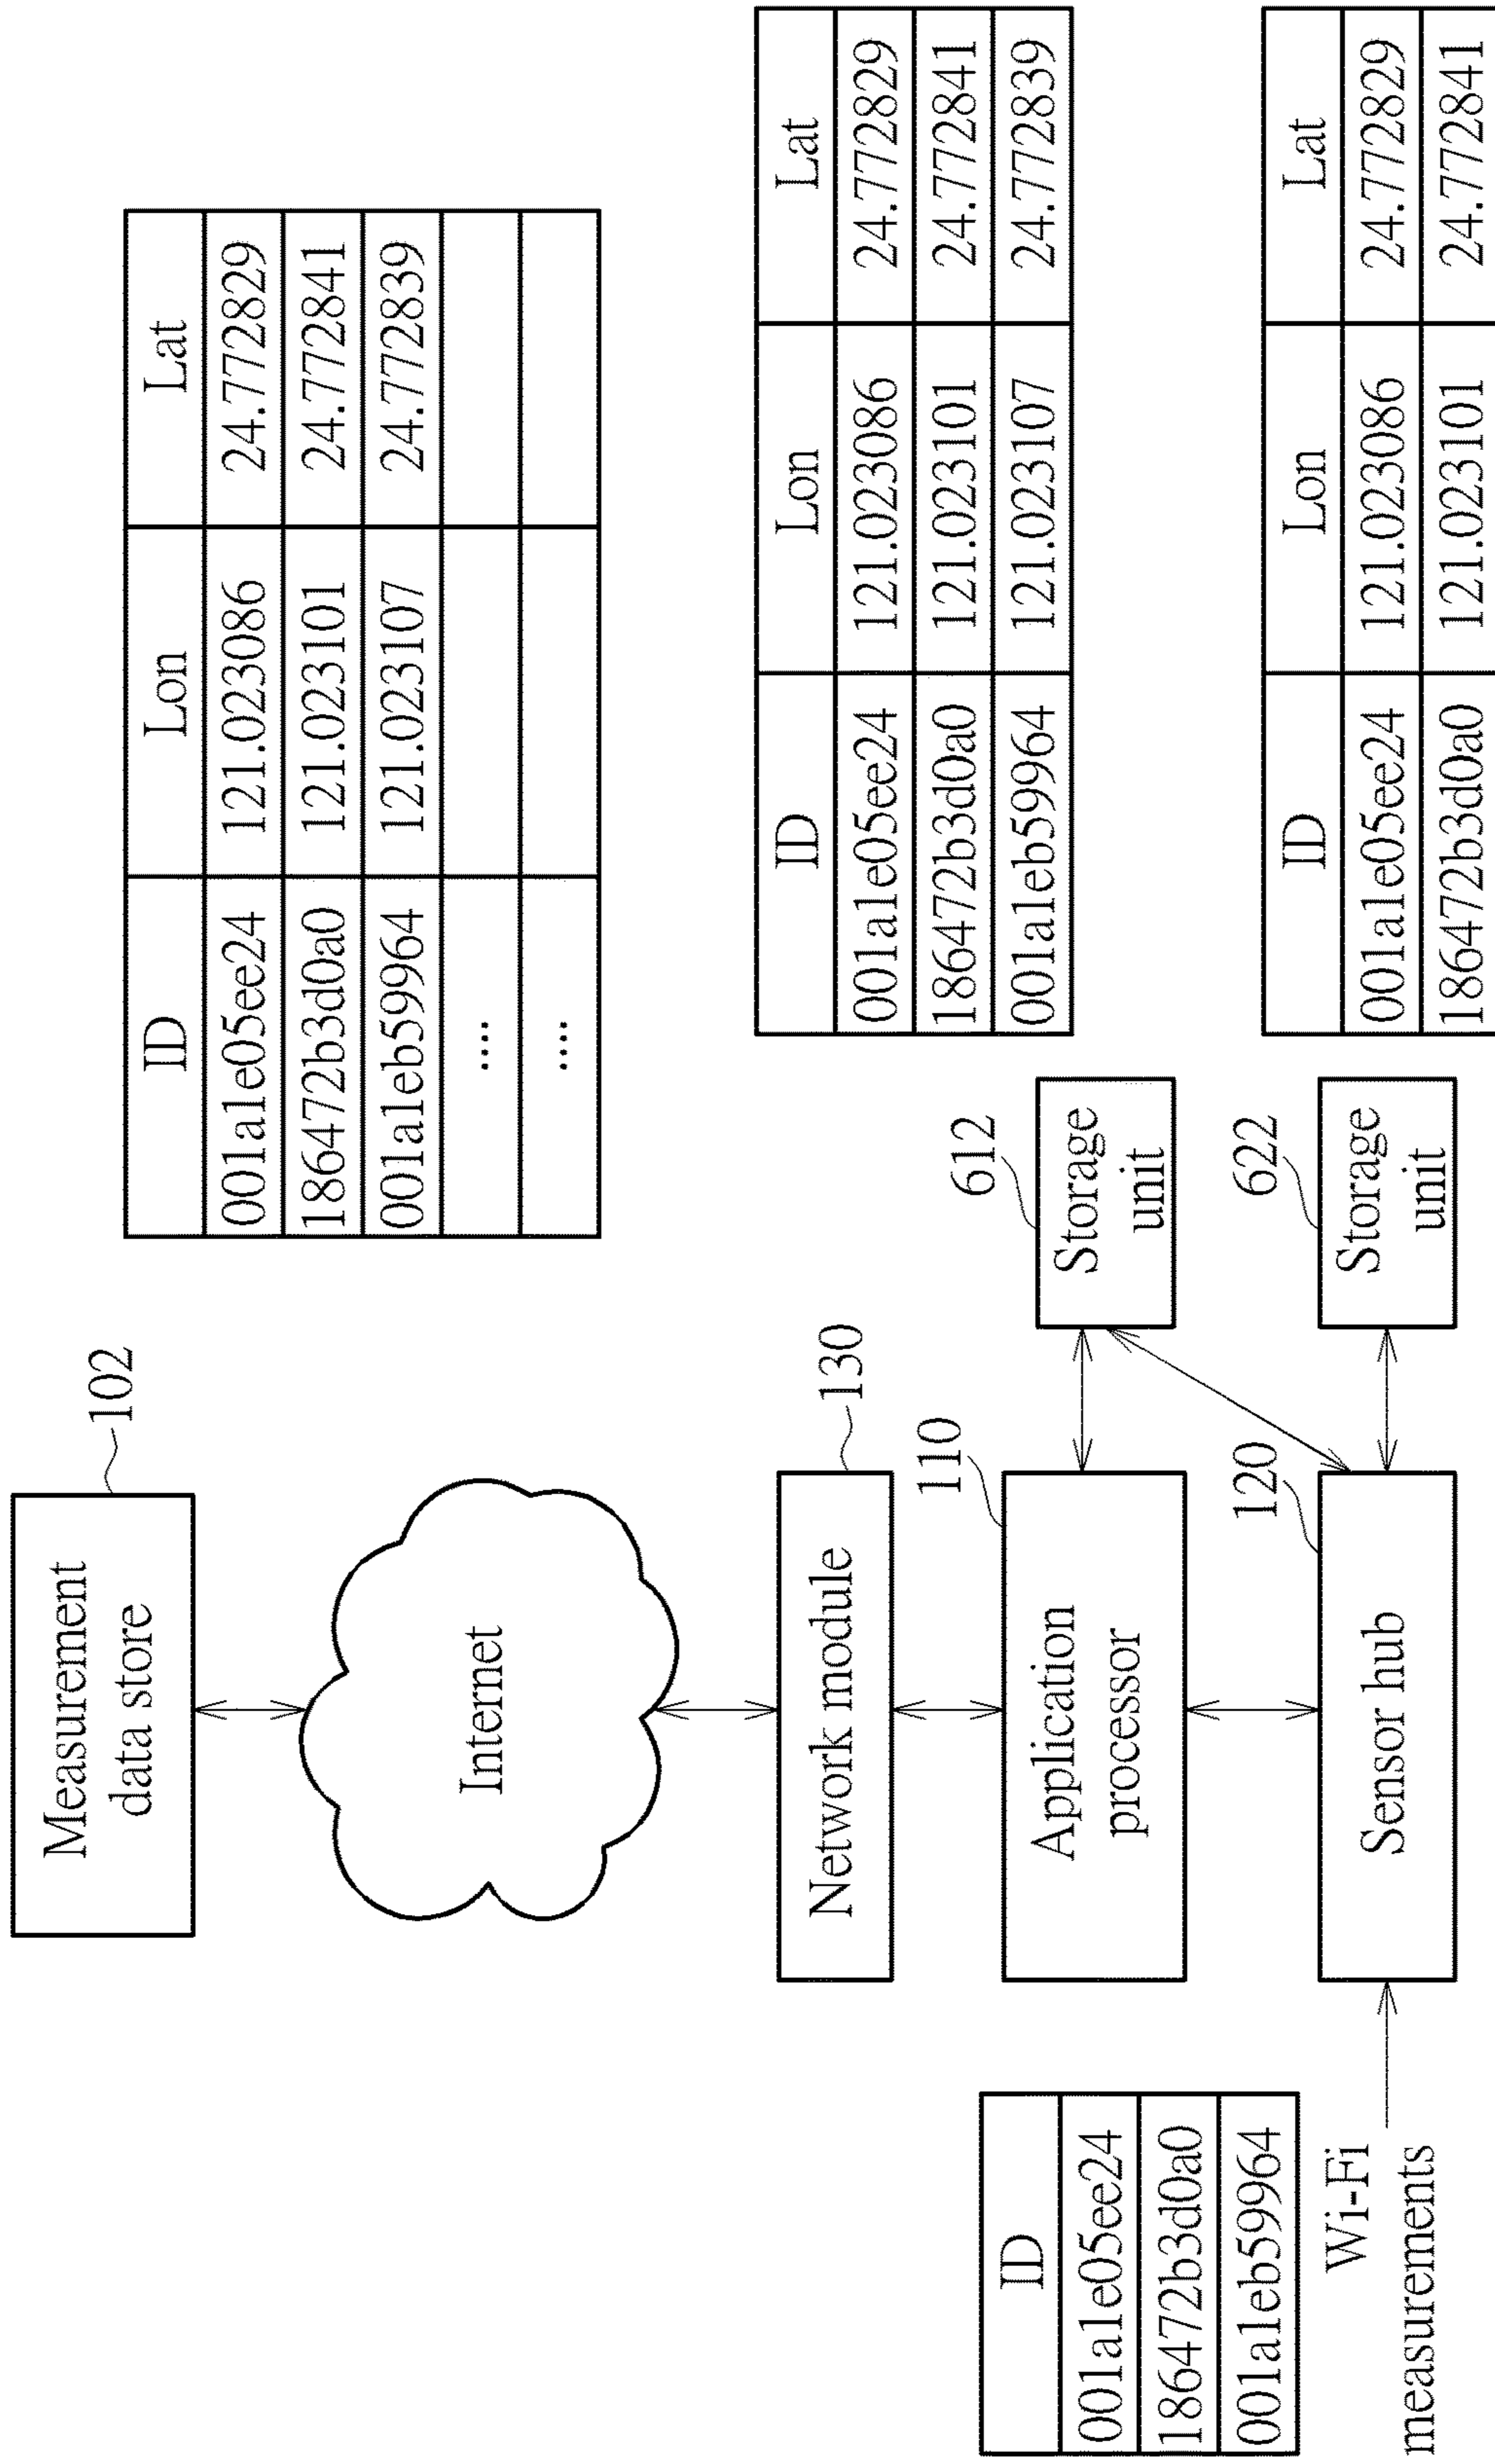 Measurement
data store
102
Internet
Network module
130
Application
processor
110
Sensor hub
120
Storage
unit
612
Storage
unit
622
Wi-Fi
measurements
ID
001a1e05ee24
186472b3d0a0
001a1eb59964
ID Lon Lat
001a1e05ee24 121.023086 24.772829
186472b3d0a0 121.023101 24.772841
001a1eb59964 121.023107 24.772839
....
....
ID Lon Lat
001a1e05ee24 121.023086 24.772829
186472b3d0a0 121.023101 24.772841
001a1eb59964 121.023107 24.772839
ID Lon Lat
001a1e05ee24 121.023086 24.772829
186472b3d0a0 121.023101 24.772841